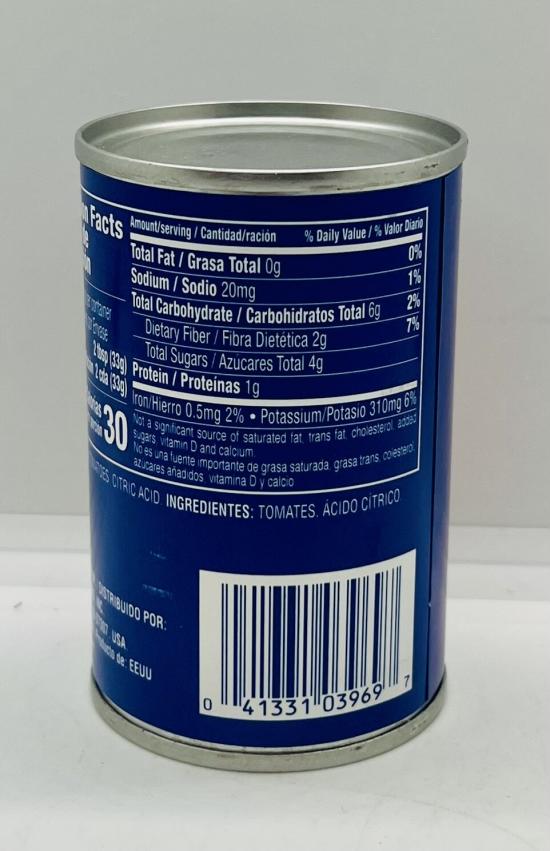 n Facts
Amount/serving / Cantidad/ración % Daily Value / % Valor Diario
Total Fat / Grasa Total 0g 0%
Sodium / Sodio 20mg 1%
Total Carbohydrate / Carbohidratos Total 6g 2%
Dietary Fiber / Fibra Dietética 2g 7%
Total Sugars / Azúcares Total 4g
Protein / Proteínas 1g
Iron/Hierro 0.5mg 2% • Potassium/Potasio 310mg 6%
Not a significant source of saturated fat, trans fat, cholesterol, added
sugars, vitamin D and calcium.
No es una fuente importante de grasa saturada, grasa trans, colesterol,
azúcares añadidos, vitamina D y calcio
container
Envase
2 tbsp (33g)
2 cda (33g)
30
CITRIC ACID INGREDIENTES: TOMATES, ÁCIDO CÍTRICO.
DISTRIBUIDO POR:
USA
de: EEUU
0 41331 03969 7